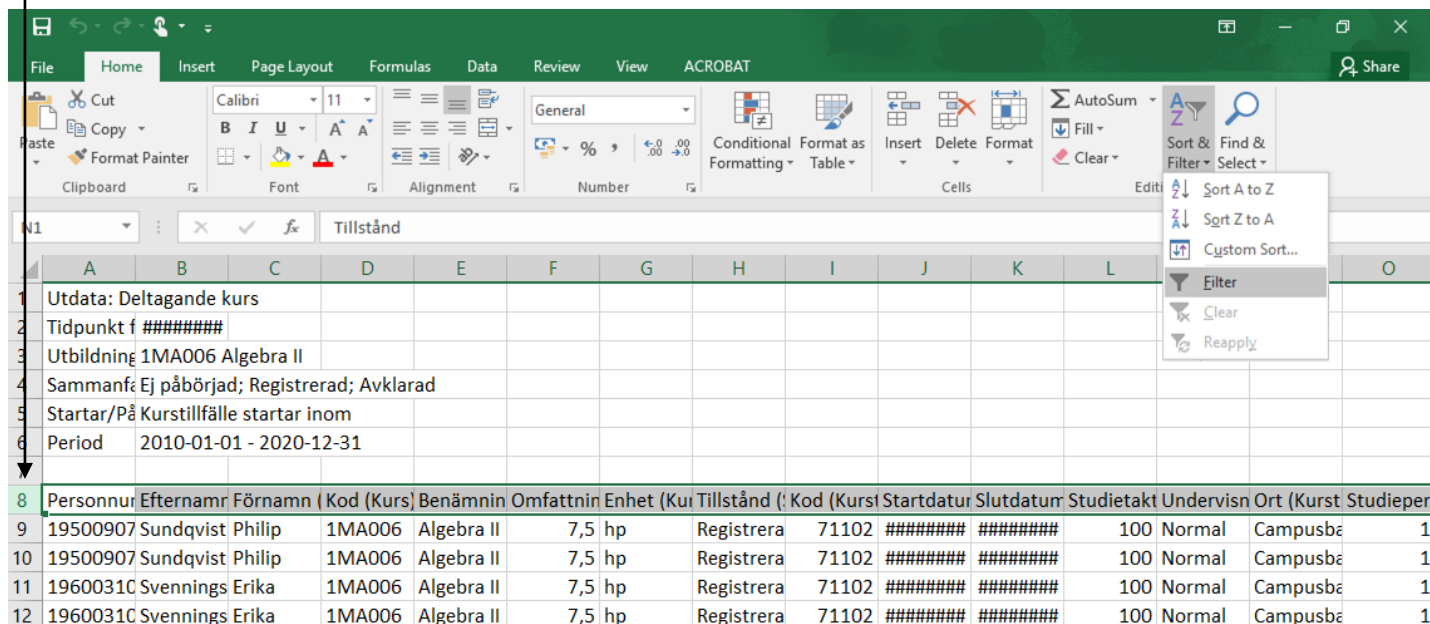 File Home Insert Page Layout Formulas Data Review View ACROBAT Share
Cut Calibri 11 General AutoSum
Copy B I U A A A Fill
Paste Format Painter % , Conditional Formatting Format as Table Insert Delete Format Clear Sort & Filter Find & Select
Clipboard Font Alignment Number Cells Editi
Sort A to Z
Sort Z to A
Custom Sort...
Filter
Clear
Reapply
N1 fx Tillstånd
A B C D E F G H I J K L O
1 Utdata: Deltagande kurs
2 Tidpunkt f ########
3 Utbildning 1MA006 Algebra II
4 Sammanfa Ej påbörjad; Registrerad; Avklarad
5 Startar/På Kurstillfälle startar inom
6 Period 2010-01-01 - 2020-12-31
7
8 Personnur Efternamn Förnamn ( Kod (Kurs) Benämnin Omfattnin Enhet (Kur Tillstånd (S Kod (Kurst Startdatur Slutdatum Studietakt Undervisn Ort (Kurst Studieper
9 19500907 Sundqvist Philip 1MA006 Algebra II 7,5 hp Registrera 71102 ######## ######## 100 Normal Campusba 1
10 19500907 Sundqvist Philip 1MA006 Algebra II 7,5 hp Registrera 71102 ######## ######## 100 Normal Campusba 1
11 19600310 Svennings Erika 1MA006 Algebra II 7,5 hp Registrera 71102 ######## ######## 100 Normal Campusba 1
12 19600310 Svennings Erika 1MA006 Algebra II 7,5 hp Registrera 71102 ######## ######## 100 Normal Campusba 1